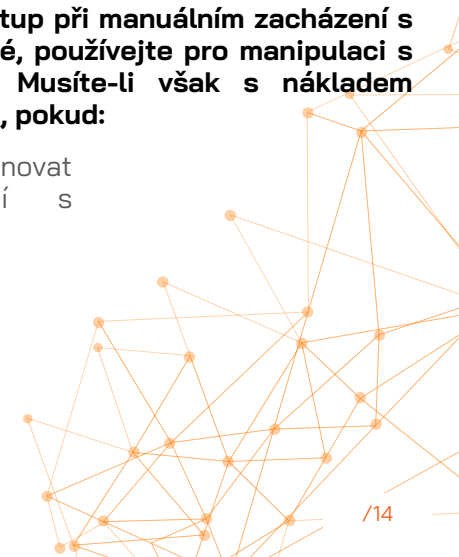 tup při manuálním zacházení s
é, používejte pro manipulaci s
Musíte-li však s nákladem
, pokud:
novat
í s
/14